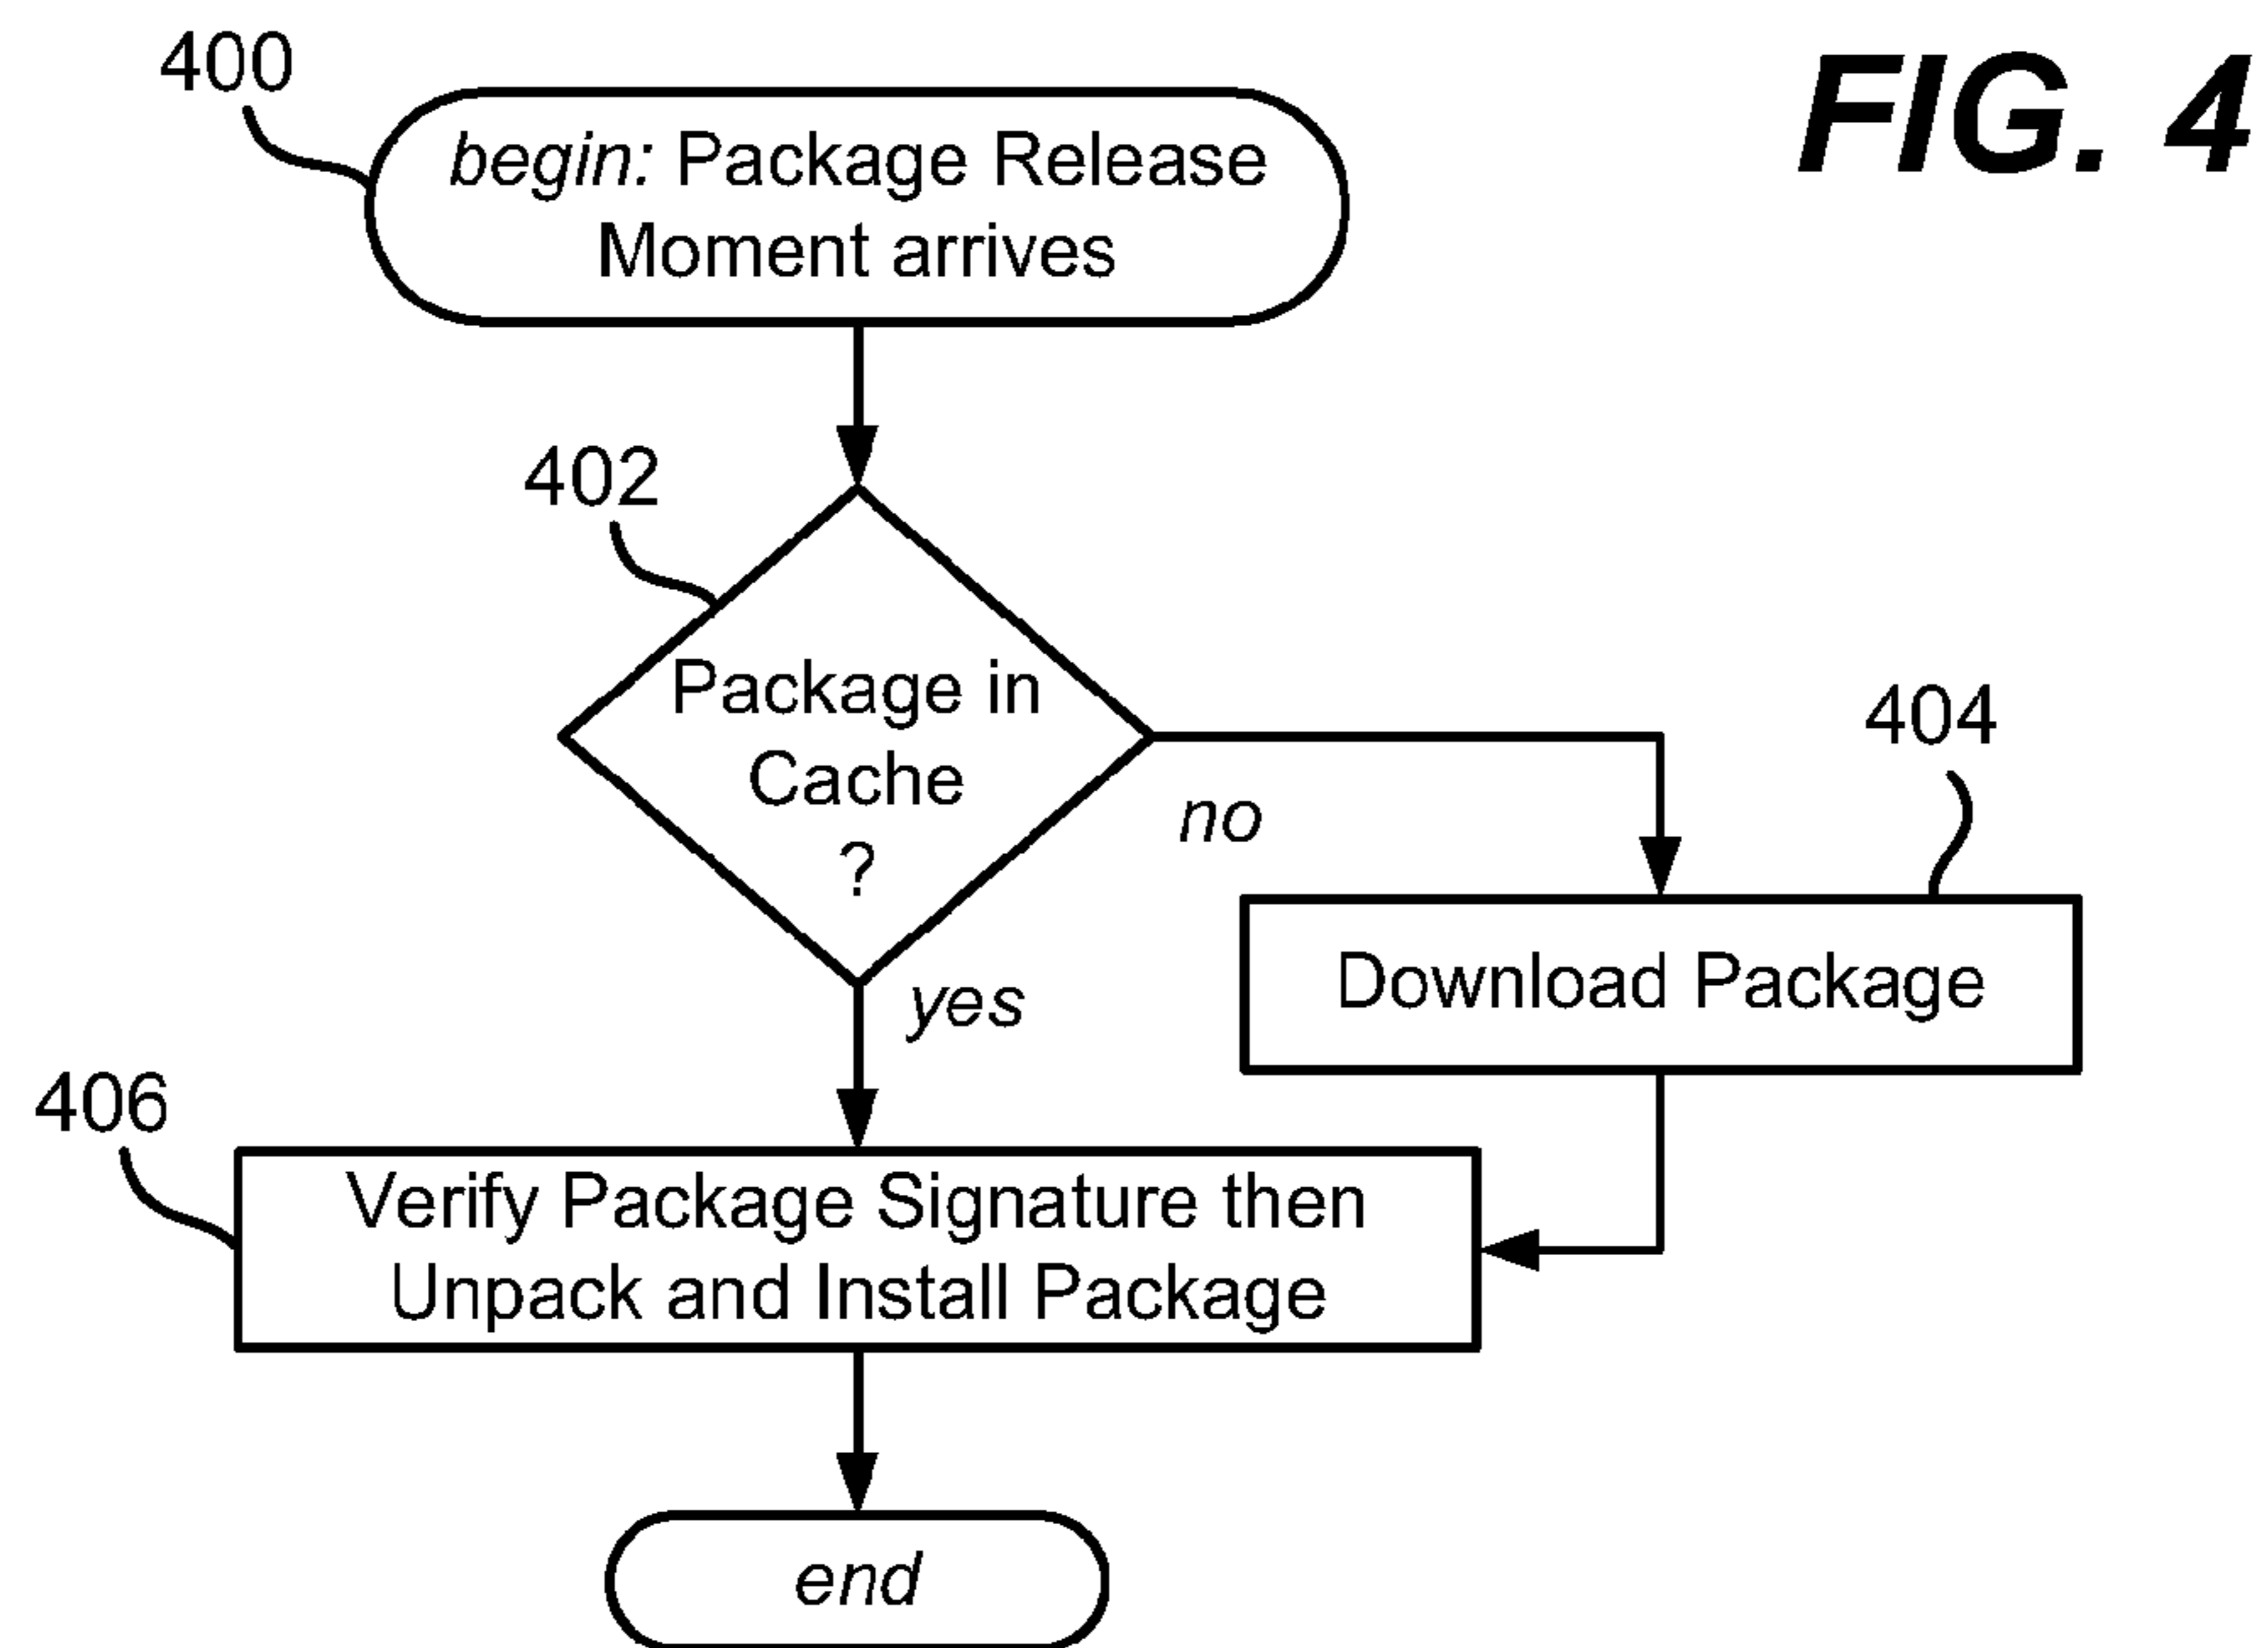 FIG. 4
400
begin: Package Release
Moment arrives
402
Package in
Cache
?
no
yes
404
Download Package
406
Verify Package Signature then
Unpack and Install Package
end